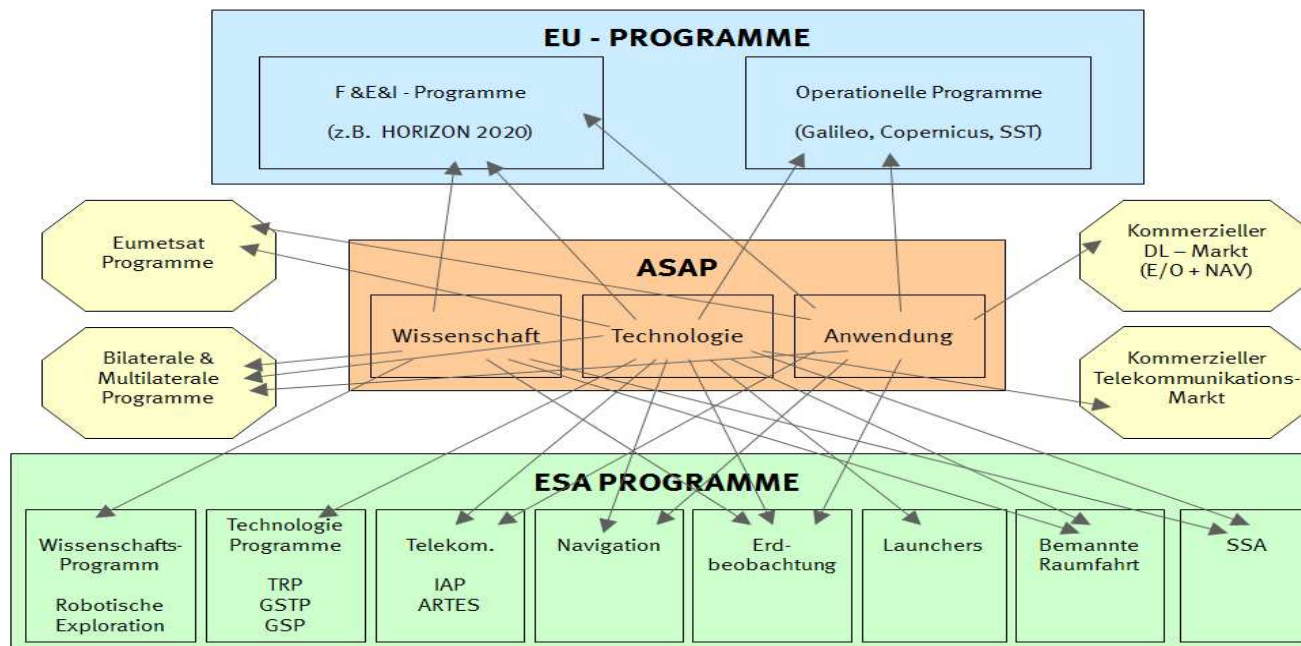 EU - PROGRAMME
F &E&I - Programme
(z.B. HORIZON 2020)
Operationelle Programme
(Galileo, Copernicus, SST)
Eumetsat
Programme
Kommerzieller
DL – Markt
(E/O + NAV)
ASAP
Wissenschaft
Technologie
Anwendung
Bilaterale &
Multilaterale
Programme
Kommerzieller
Telekommunikations-
Markt
ESA PROGRAMME
Wissenschafts-
Programm
Robotische
Exploration
Technologie
Programme
TRP
GSTP
GSP
Telekom.
IAP
ARTES
Navigation
Erd-
beobachtung
Launchers
Bemannte
Raumfahrt
SSA